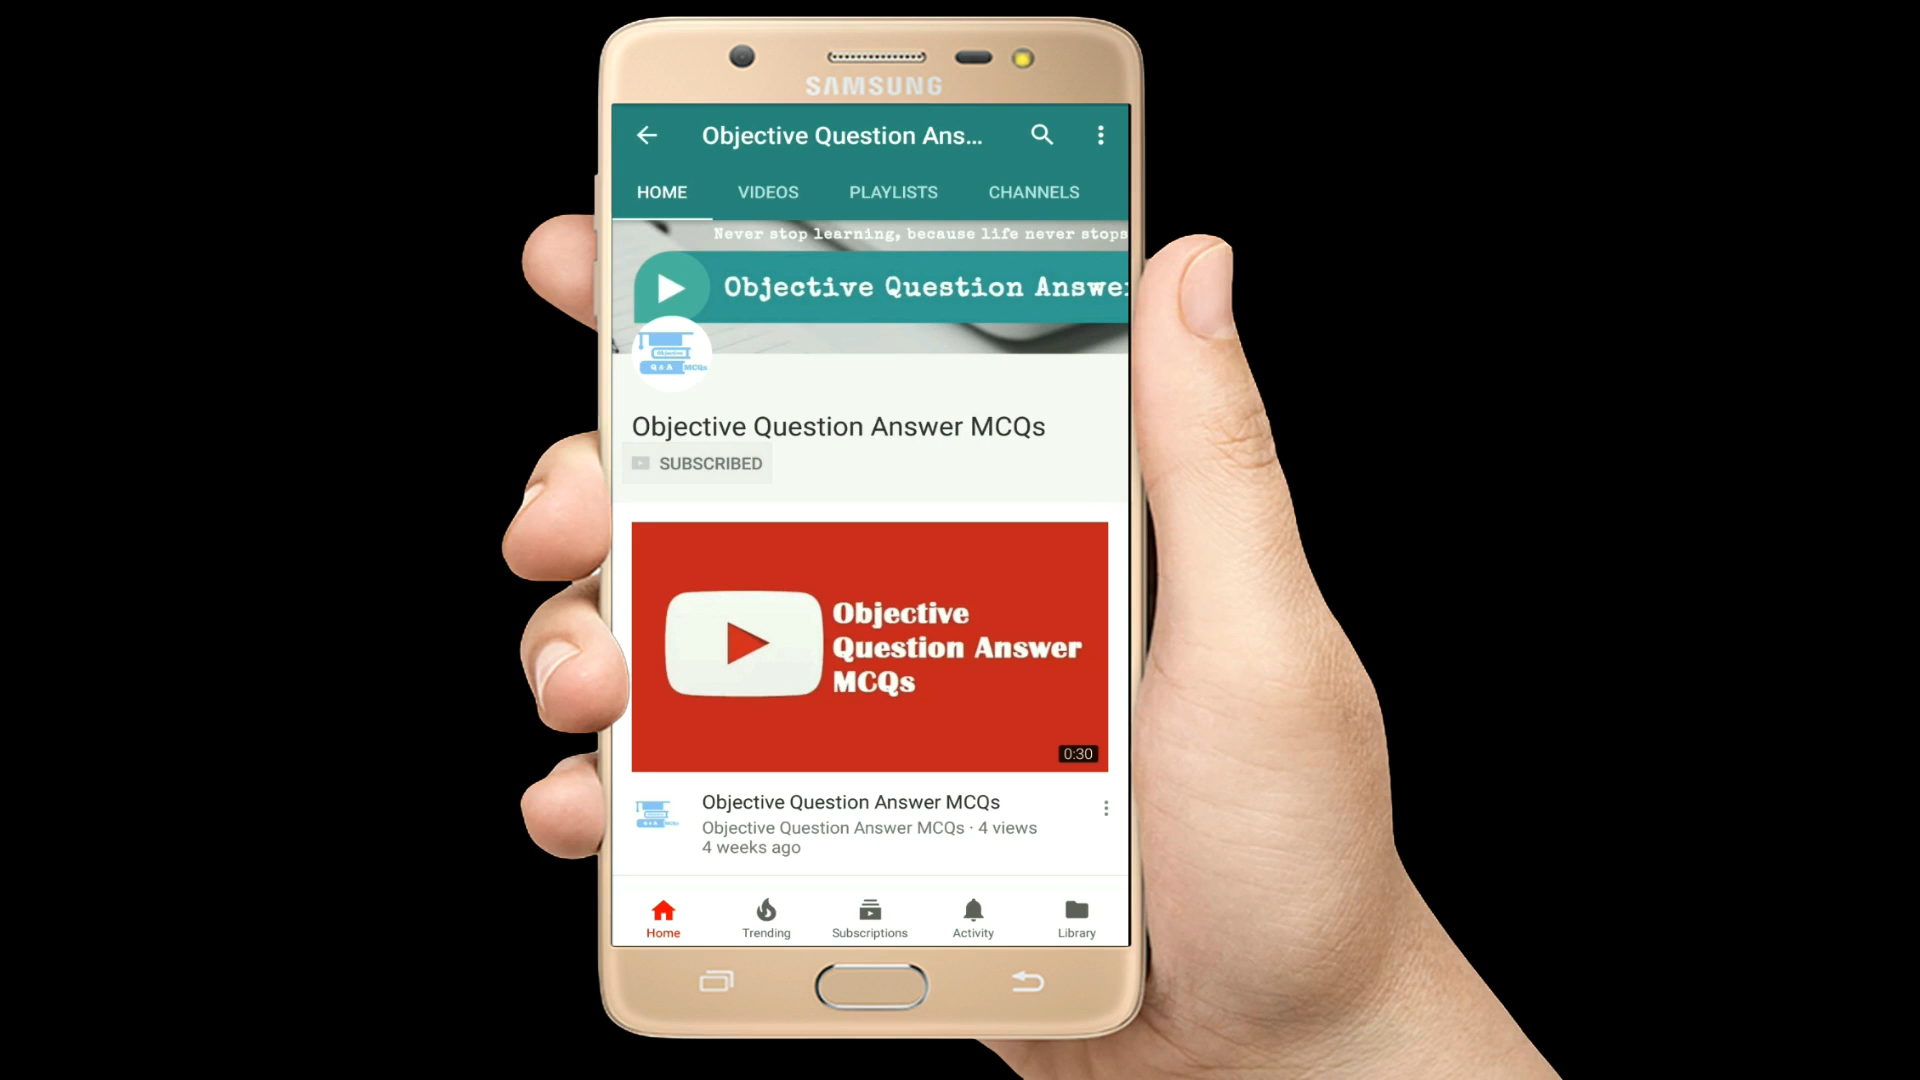 SAMSUNG
Objective Question Ans...
HOME VIDEOS PLAYLISTS CHANNELS
Never stop learning, because life never stops
Objective Question Answe
Objective
Q & A MCQs
Objective Question Answer MCQs
SUBSCRIBED
Objective
Question Answer
MCQs
0:30
Objective Question Answer MCQs
Objective Question Answer MCQs · 4 views
4 weeks ago
Home Trending Subscriptions Activity Library